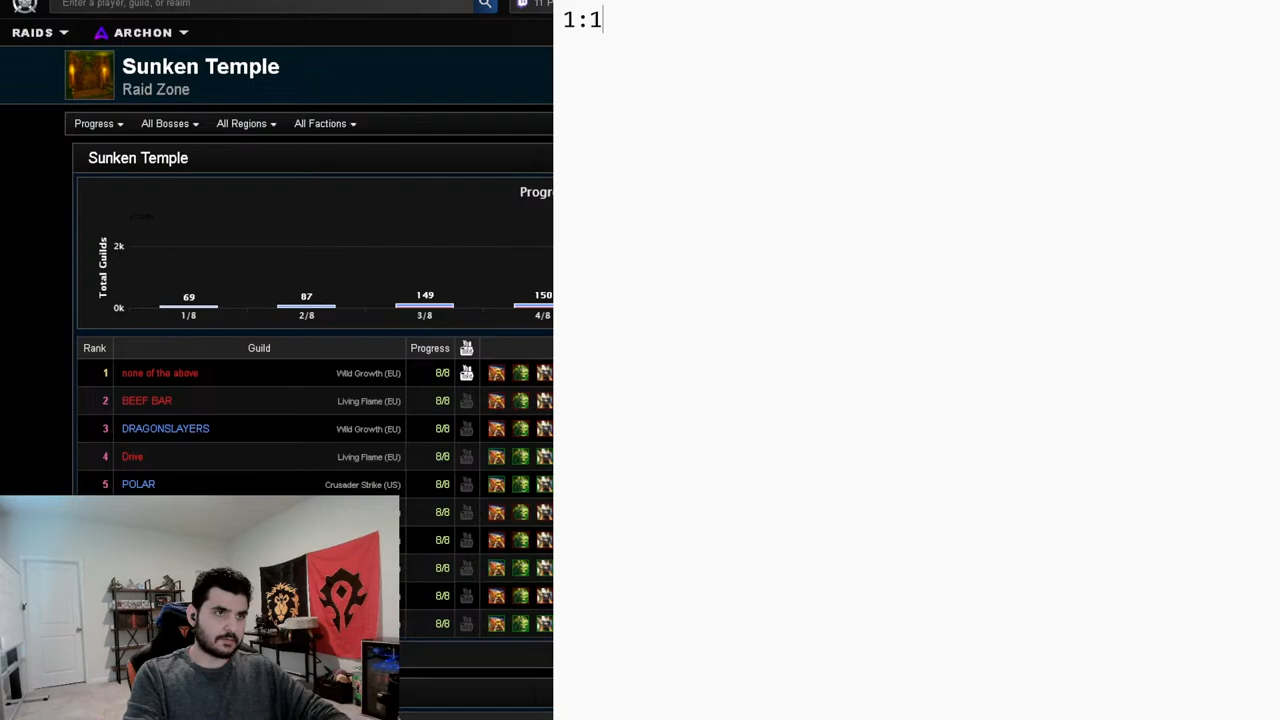 Enter a player, guild, or realm
11 P
1:1
RAIDS
ARCHON
Sunken Temple
Raid Zone
Progress
All Bosses
All Regions
All Factions
Sunken Temple
Progr
Total Guilds
2k
0k
69
87
149
150
1/8
2/8
3/8
4/8
Rank Guild Progress
1 none of the above Wild Growth (EU) 8/8
2 BEEF BAR Living Flame (EU) 8/8
3 DRAGONSLAYERS Wild Growth (EU) 8/8
4 Drive Living Flame (EU) 8/8
5 POLAR Crusader Strike (US) 8/8
8/8
8/8
8/8
8/8
8/8